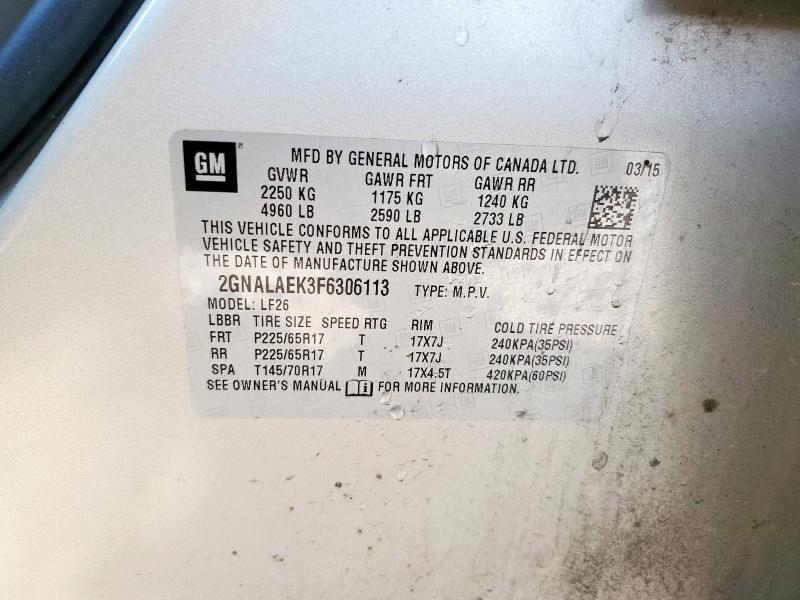 GM
MFD BY GENERAL MOTORS OF CANADA LTD. 03/15
GVWR GAWR FRT GAWR RR
2250 KG 1175 KG 1240 KG
4960 LB 2590 LB 2733 LB
THIS VEHICLE CONFORMS TO ALL APPLICABLE U.S. FEDERAL MOTOR
VEHICLE SAFETY AND THEFT PREVENTION STANDARDS IN EFFECT ON
THE DATE OF MANUFACTURE SHOWN ABOVE.
2GNALAEK3F6306113 TYPE: M.P.V.
MODEL: LF26
LBBR TIRE SIZE SPEED RTG RIM COLD TIRE PRESSURE
FRT P225/65R17 T 17X7J 240KPA(35PSI)
RR P225/65R17 T 17X7J 240KPA(35PSI)
SPA T145/70R17 M 17X4.5T 420KPA(60PSI)
SEE OWNER'S MANUAL FOR MORE INFORMATION.